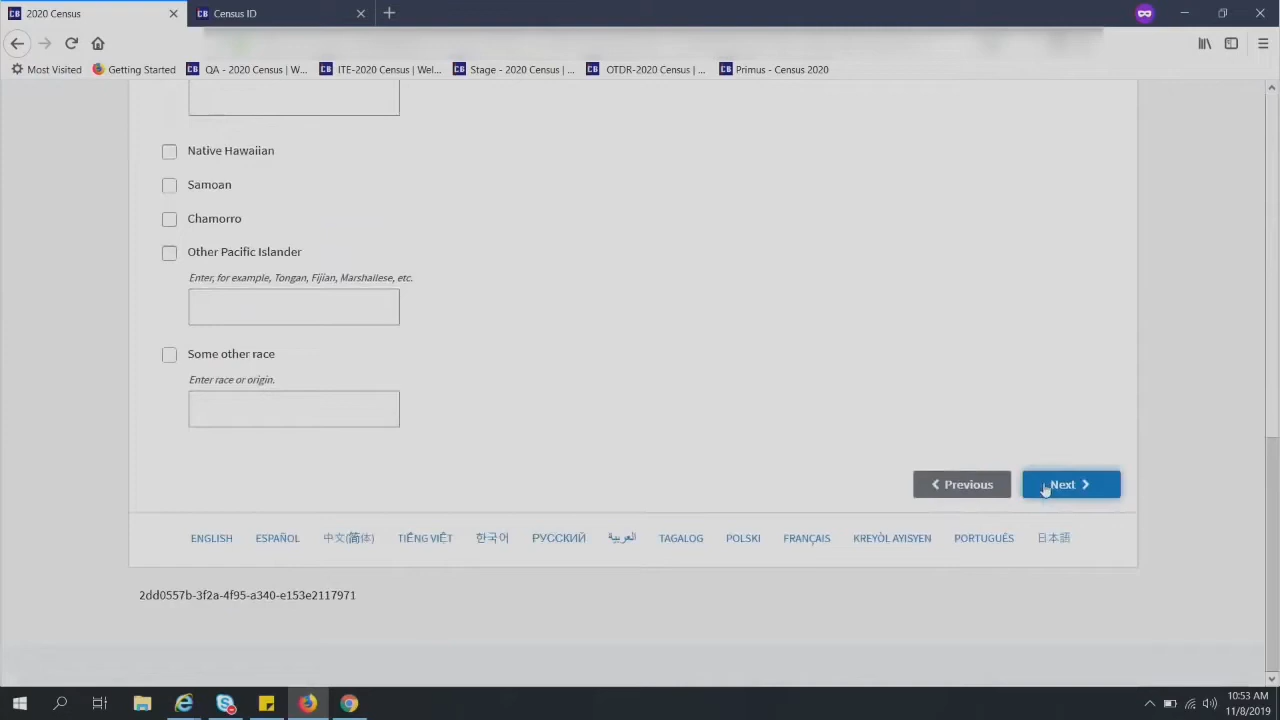 2020 Census
Census ID
Most Visited
Getting Started
QA - 2020 Census | W...
ITE-2020 Census | Wel...
Stage - 2020 Census | ...
OTDR-2020 Census | ...
Primus - Census 2020
Native Hawaiian
Samoan
Chamorro
Other Pacific Islander
Enter, for example, Tongan, Fijian, Marshallese, etc.
Some other race
Enter race or origin.
Previous
Next
ENGLISH ESPAÑOL 中文(简体) TIẾNG VIỆT 한국어 РУССКИЙ العربية TAGALOG POLSKI FRANÇAIS KREYÒL AYISYEN PORTUGUÊS 日本語
2dd0557b-3f2a-4f95-a340-e153e2117971
10:53 AM
11/8/2019